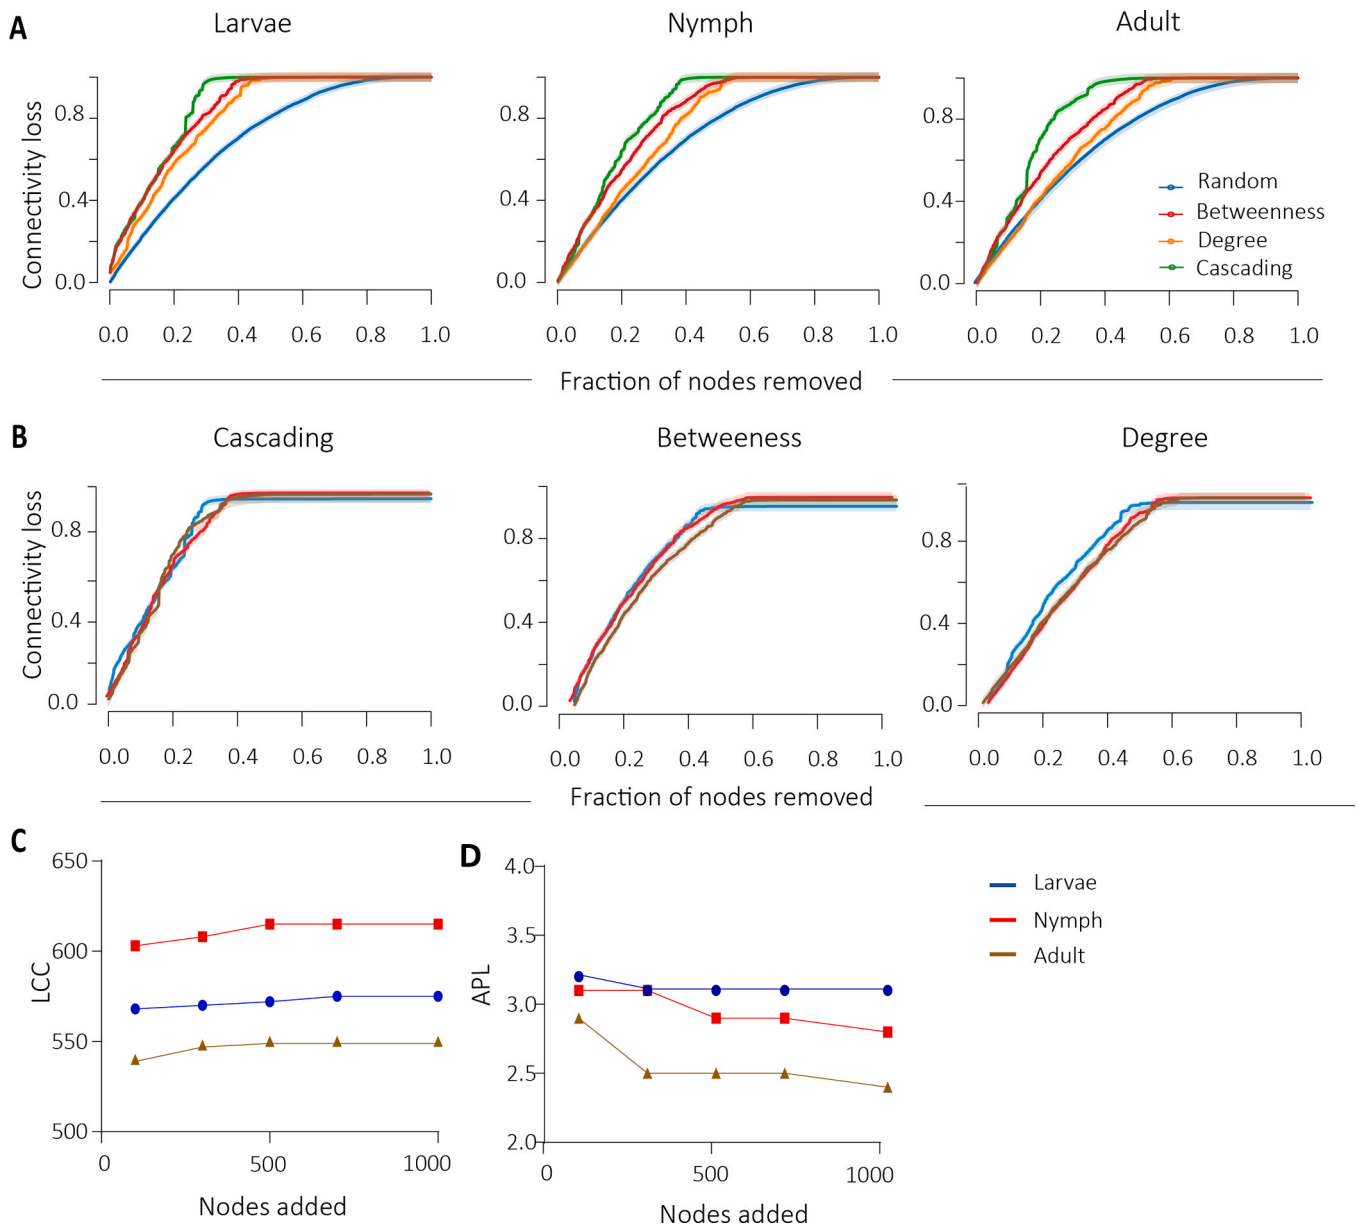 A
Larvae
Nymph
Adult
Connectivity loss
0.8
0.4
0.0
0.0 0.2 0.4 0.6 0.8 1.0
0.8
0.4
0.0
0.0 0.2 0.4 0.6 0.8 1.0
0.8
0.4
0.0
0.0 0.2 0.4 0.6 0.8 1.0
Random
Betweenness
Degree
Cascading
Fraction of nodes removed
B
Cascading
Betweeness
Degree
Connectivity loss
0.8
0.4
0.0
0.0 0.2 0.4 0.6 0.8 1.0
0.8
0.4
0.0
0.0 0.2 0.4 0.6 0.8 1.0
0.8
0.4
0.0
0.0 0.2 0.4 0.6 0.8 1.0
Fraction of nodes removed
C
LCC
650
600
550
500
0 500 1000
Nodes added
D
APL
4.0
3.5
3.0
2.5
2.0
0 500 1000
Nodes added
Larvae
Nymph
Adult